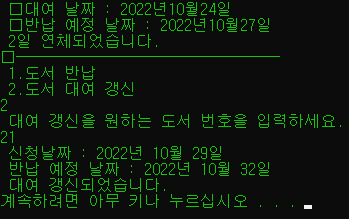 □대여 날짜 : 2022년10월24일
□반납 예정 날짜 : 2022년10월27일
2일 연체되었습니다.
□────────────────────
1.도서 반납
2.도서 대여 갱신
2
대여 갱신을 원하는 도서 번호을 입력하세요.
21
신청날짜 : 2022년 10월 29일
반납 예정 날짜 : 2022년 10월 32일
대여 갱신되었습니다.
계속하려면 아무 키나 누르십시오 . . .